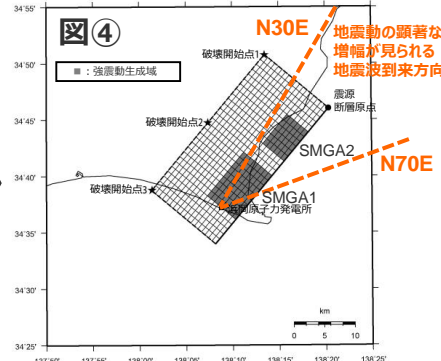 図④
■：強震動生成域
N30E
地震動の顕著な
増幅が見られる
地震波到来方向
破壊開始点1
震源
断層原点
破壊開始点2
SMGA2
N70E
破壊開始点3
SMGA1
浜岡原子力発電所
34˚55'
34˚50'
34˚45'
34˚40'
34˚35'
34˚30'
34˚25'
km
0 5 10
137˚50' 137˚55' 138˚00' 138˚05' 138˚10' 138˚15' 138˚20' 138˚25'